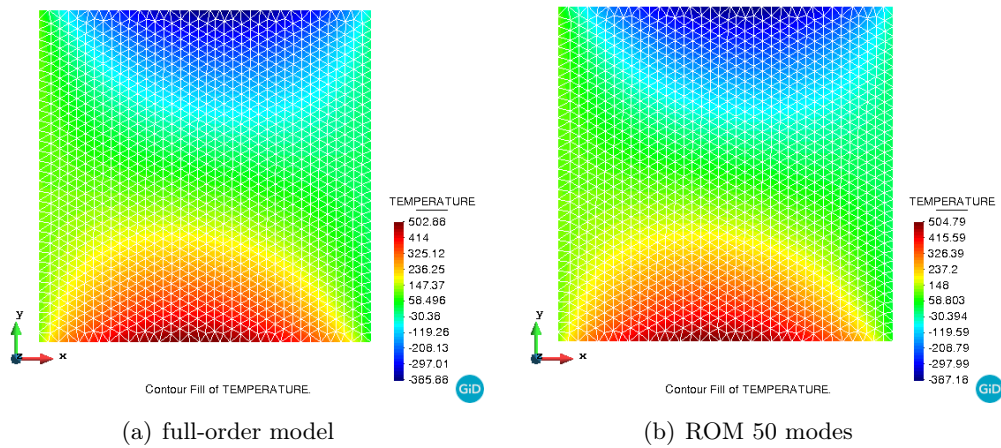 TEMPERATURE
502.88
414
325.12
236.25
147.37
58.496
-30.38
-119.26
-208.13
-297.01
-385.88
y
z
x
Contour Fill of TEMPERATURE.
GiD
(a) full-order model
TEMPERATURE
504.79
415.59
326.39
237.2
148
58.803
-30.394
-119.59
-208.79
-297.99
-387.18
y
z
x
Contour Fill of TEMPERATURE.
GiD
(b) ROM 50 modes